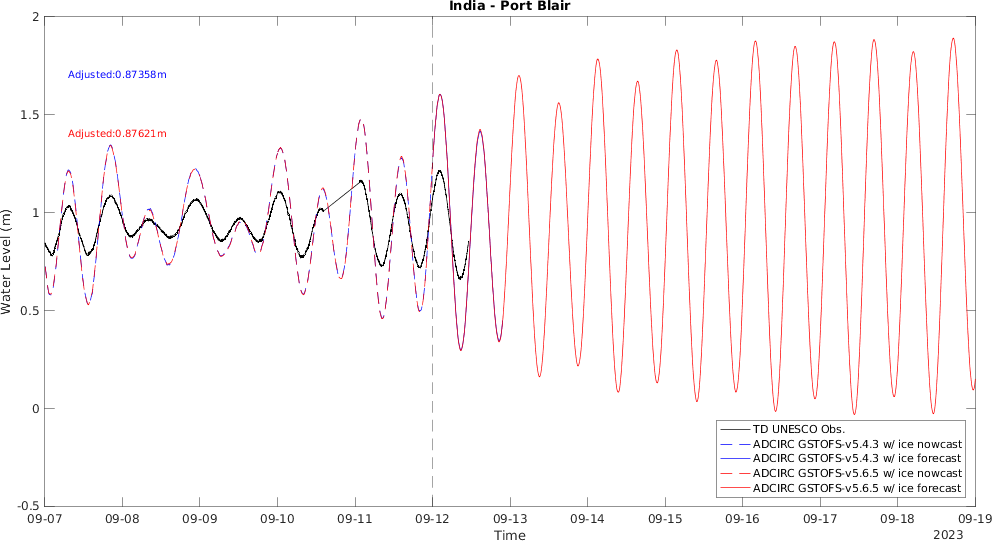 India - Port Blair
2
1.5
1
0.5
0
-0.5
Water Level (m)
Adjusted:0.87358m
Adjusted:0.87621m
TD UNESCO Obs.
ADCIRC GSTOFS-v5.4.3 w/ ice nowcast
ADCIRC GSTOFS-v5.4.3 w/ ice forecast
ADCIRC GSTOFS-v5.6.5 w/ ice nowcast
ADCIRC GSTOFS-v5.6.5 w/ ice forecast
09-07 09-08 09-09 09-10 09-11 09-12 09-13 09-14 09-15 09-16 09-17 09-18 09-19
Time
2023